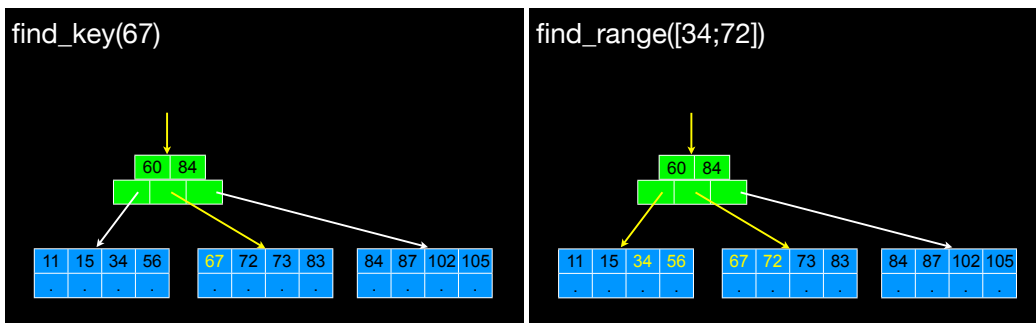 find_key(67)
60 84
11 15 34 56 67 72 73 83 84 87 102 105
. . . . . . . . . . . .
find_range([34;72])
60 84
11 15 34 56 67 72 73 83 84 87 102 105
. . . . . . . . . . . .